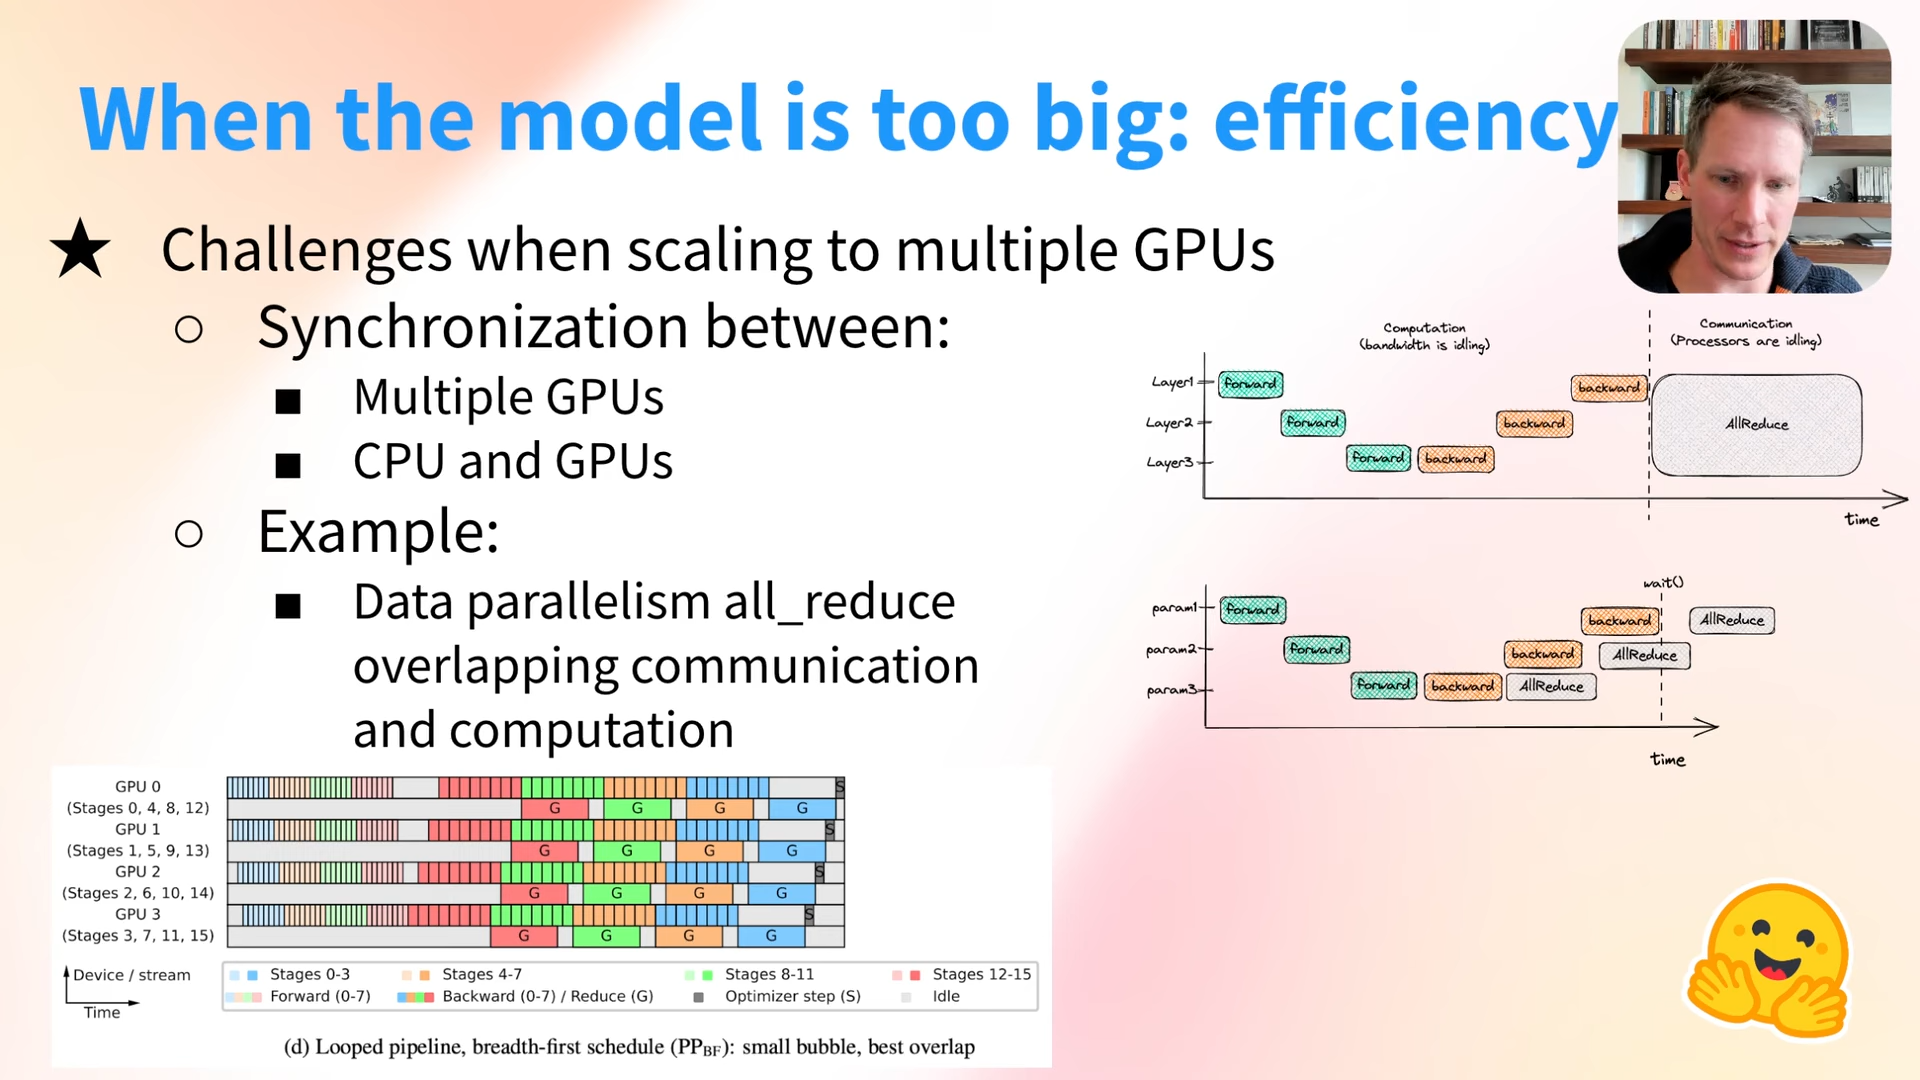 When the model is too big: efficiency
★ Challenges when scaling to multiple GPUs
○ Synchronization between:
■ Multiple GPUs
■ CPU and GPUs
○ Example:
■ Data parallelism all_reduce
overlapping communication
and computation
Computation
(bandwidth is idling)
Communication
(Processors are idling)
Layer1
forward
backward
Layer2
forward
backward
AllReduce
Layer3
forward
backward
time
wait()
param1
forward
backward
AllReduce
param2
forward
backward
AllReduce
param3
forward
backward
AllReduce
time
GPU 0
S
(Stages 0, 4, 8, 12)
G G G G
GPU 1
S
(Stages 1, 5, 9, 13)
G G G G
GPU 2
S
(Stages 2, 6, 10, 14)
G G G G
GPU 3
S
(Stages 3, 7, 11, 15)
G G G G
Device / stream
Time
Stages 0-3 Stages 4-7 Stages 8-11 Stages 12-15
Forward (0-7) Backward (0-7) / Reduce (G) Optimizer step (S) Idle
(d) Looped pipeline, breadth-first schedule (PPBF): small bubble, best overlap